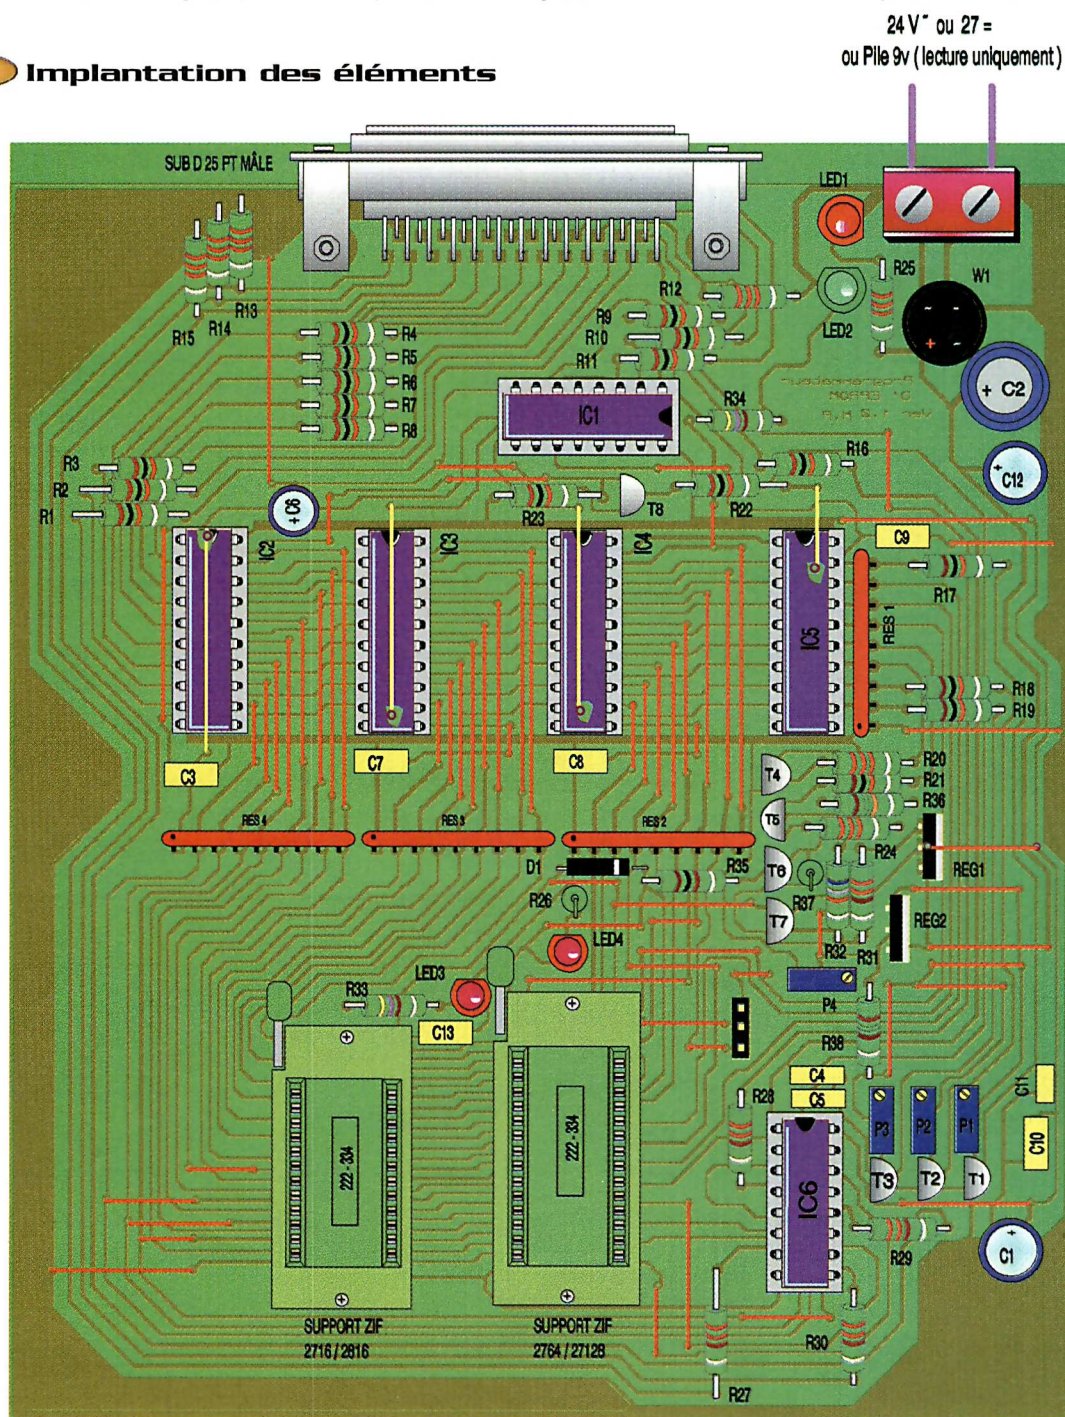 24 V ~ ou 27 =
ou Pile 9v ( lecture uniquement )
Implantation des éléments
SUB D 25 PT MÂLE
LED1
R25
W1
R12
R9
R10
R11
LED2
R15
R14
R13
R4
R5
R6
R7
R8
+ C2
IC1
R34
R3
R2
R1
R16
+ C12
+ C6
R23
T8
R22
C9
IC2
IC3
IC4
IC5
RES 1
R17
R18
R19
C3
C7
C8
T4
R20
R21
R36
T5
RES 4
RES 3
RES 2
R24
REG1
D1
R35
T6
R37
R26
T7
REG2
LED4
R32
R31
LED3
R33
C13
P4
R38
C4
C5
C11
R28
P3
P2
P1
C10
222 - 334
222 - 334
IC6
T3
T2
T1
R29
+
C1
SUPPORT ZIF
2716 / 2816
SUPPORT ZIF
2764 / 27128
R30
R27